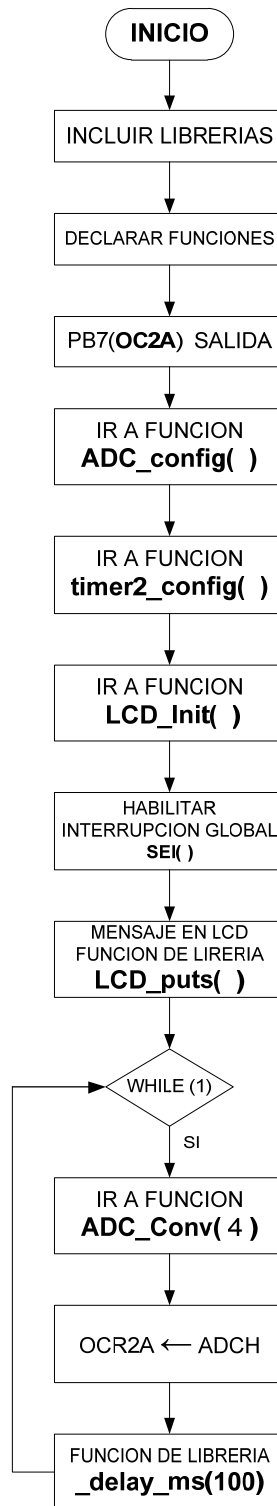 INICIO
INCLUIR LIBRERIAS
DECLARAR FUNCIONES
PB7(OC2A) SALIDA
IR A FUNCION
ADC_config( )
IR A FUNCION
timer2_config( )
IR A FUNCION
LCD_Init( )
HABILITAR
INTERRUPCION GLOBAL
SEI( )
MENSAJE EN LCD
FUNCION DE LIRERIA
LCD_puts( )
WHILE (1)
SI
IR A FUNCION
ADC_Conv( 4 )
OCR2A ← ADCH
FUNCION DE LIBRERIA
_delay_ms(100)